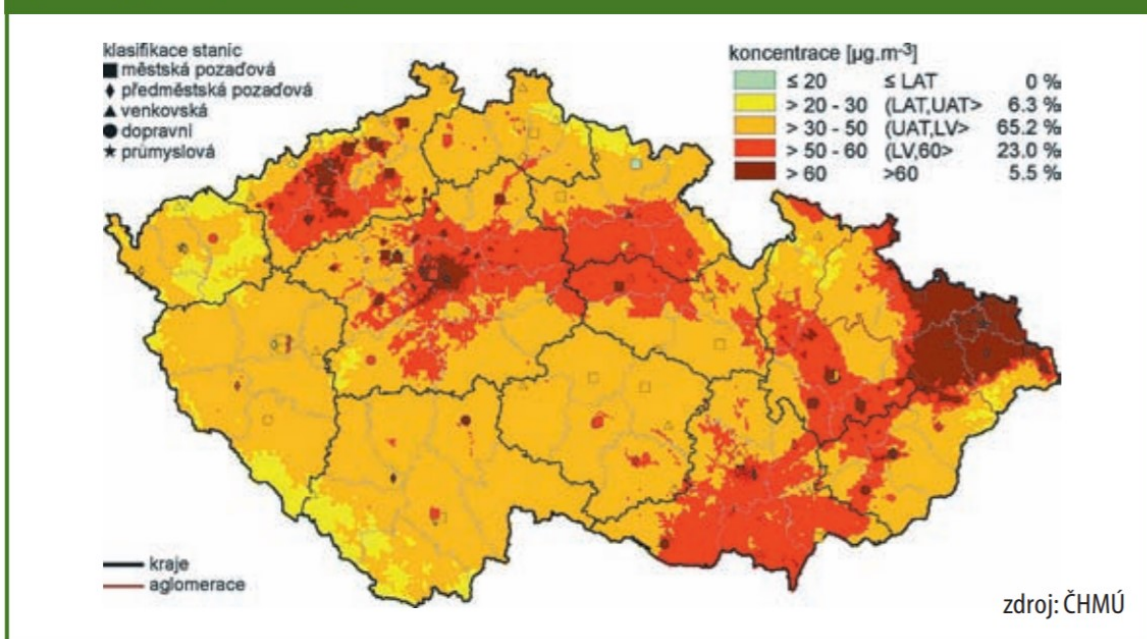 klasifikace stanic
městská pozaďová
předměstská pozaďová
venkovská
dopravní
průmyslová
koncentrace [µg.m-3]
≤ 20 ≤ LAT 0 %
> 20 - 30 (LAT,UAT> 6.3 %
> 30 - 50 (UAT,LV> 65.2 %
> 50 - 60 (LV,60> 23.0 %
> 60 >60 5.5 %
kraje
aglomerace
zdroj: ČHMÚ